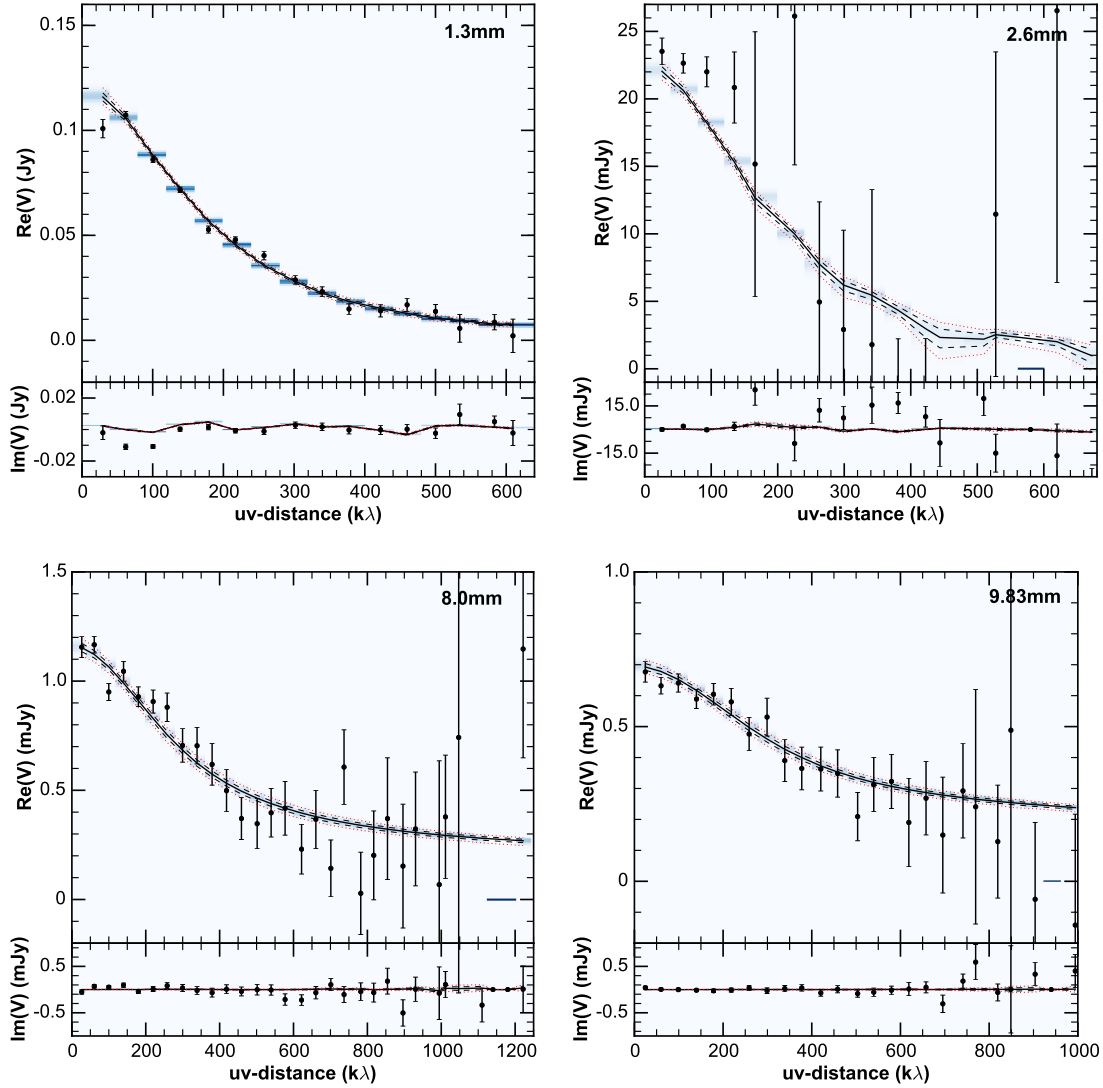 0.15
0.1
0.05
0.0
Re(V) (Jy)
1.3mm
0.02
-0.02
Im(V) (Jy)
0 100 200 300 400 500 600
uv-distance (kλ)
25
20
15
10
5
0
Re(V) (mJy)
2.6mm
15.0
-15.0
Im(V) (mJy)
0 100 200 300 400 500 600
uv-distance (kλ)
1.5
1.0
0.5
0
Re(V) (mJy)
8.0mm
0.5
-0.5
Im(V) (mJy)
0 200 400 600 800 1000 1200
uv-distance (kλ)
1.0
0.5
0
Re(V) (mJy)
9.83mm
0.5
-0.5
Im(V) (mJy)
0 200 400 600 800 1000
uv-distance (kλ)